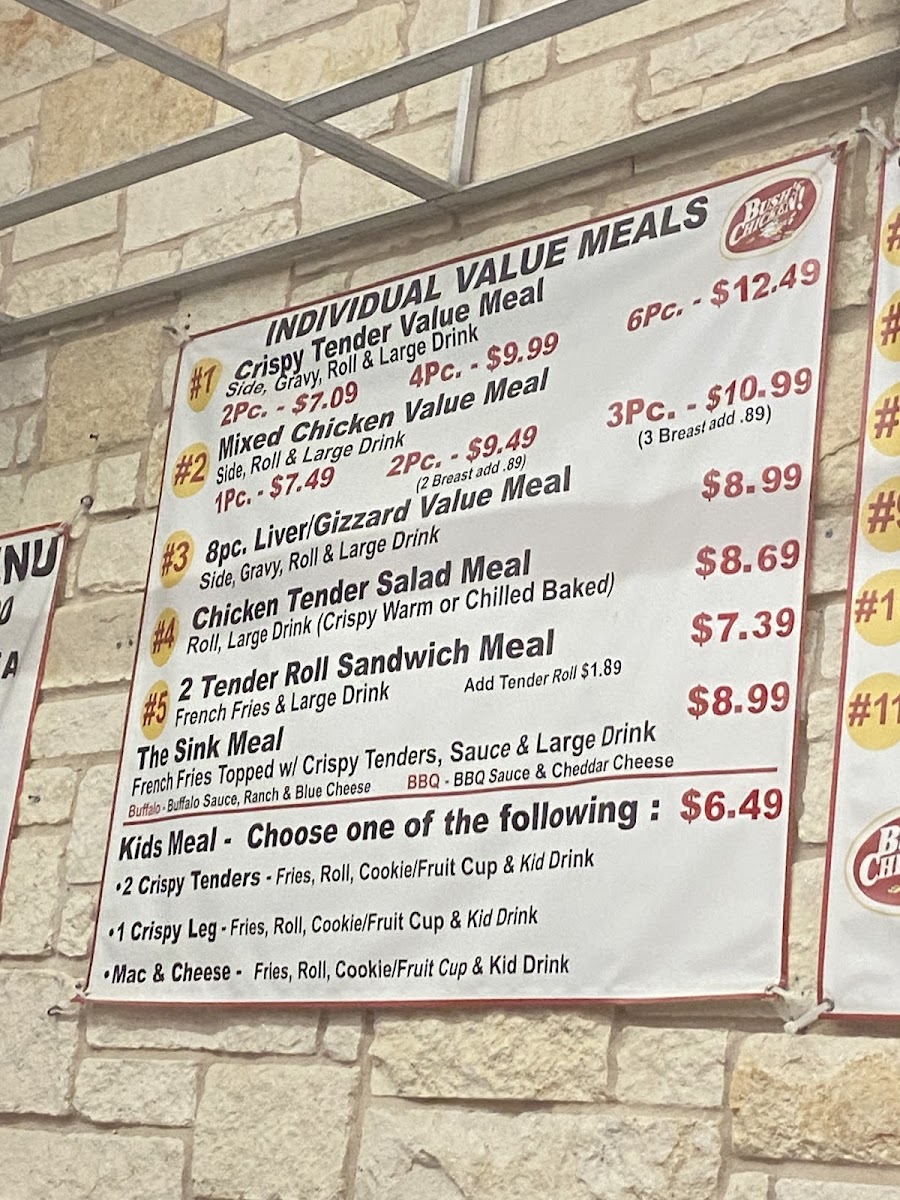 INDIVIDUAL VALUE MEALS
BUSH'S CHICKEN!
#1 Crispy Tender Value Meal
Side, Gravy, Roll & Large Drink
2Pc. - $7.09 4Pc. - $9.99 6Pc. - $12.49
#2 Mixed Chicken Value Meal
Side, Roll & Large Drink
1Pc. - $7.49 2Pc. - $9.49 3Pc. - $10.99
(2 Breast add .89) (3 Breast add .89)
#3 8pc. Liver/Gizzard Value Meal $8.99
Side, Gravy, Roll & Large Drink
#4 Chicken Tender Salad Meal $8.69
Roll, Large Drink (Crispy Warm or Chilled Baked)
#5 2 Tender Roll Sandwich Meal $7.39
French Fries & Large Drink Add Tender Roll $1.89
The Sink Meal $8.99
French Fries Topped w/ Crispy Tenders, Sauce & Large Drink
Buffalo - Buffalo Sauce, Ranch & Blue Cheese BBQ - BBQ Sauce & Cheddar Cheese
Kids Meal - Choose one of the following : $6.49
•2 Crispy Tenders - Fries, Roll, Cookie/Fruit Cup & Kid Drink
•1 Crispy Leg - Fries, Roll, Cookie/Fruit Cup & Kid Drink
•Mac & Cheese - Fries, Roll, Cookie/Fruit Cup & Kid Drink
NU
A
#
#
#
#
#1
#11